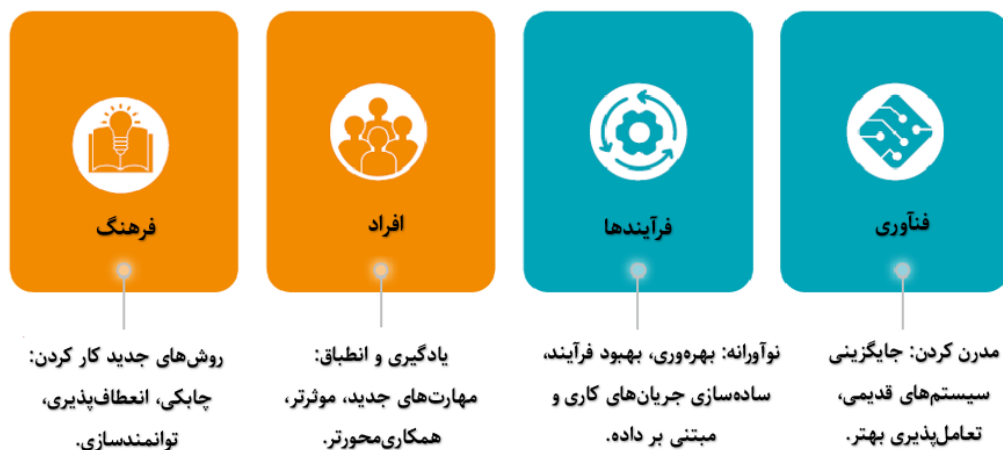 فنآوری
مدرن کردن: جایگزینی
سیستم‌های قدیمی،
تعامل‌پذیری بهتر.
فرآیندها
نوآورانه: بهره‌وری، بهبود فرآیند،
ساده‌سازی جریان‌های کاری و
مبتنی بر داده.
افراد
یادگیری و انطباق:
مهارت‌های جدید، موثرتر،
همکاری‌محورتر.
فرهنگ
روش‌های جدید کار کردن:
چابکی، انعطاف‌پذیری،
توانمندسازی.